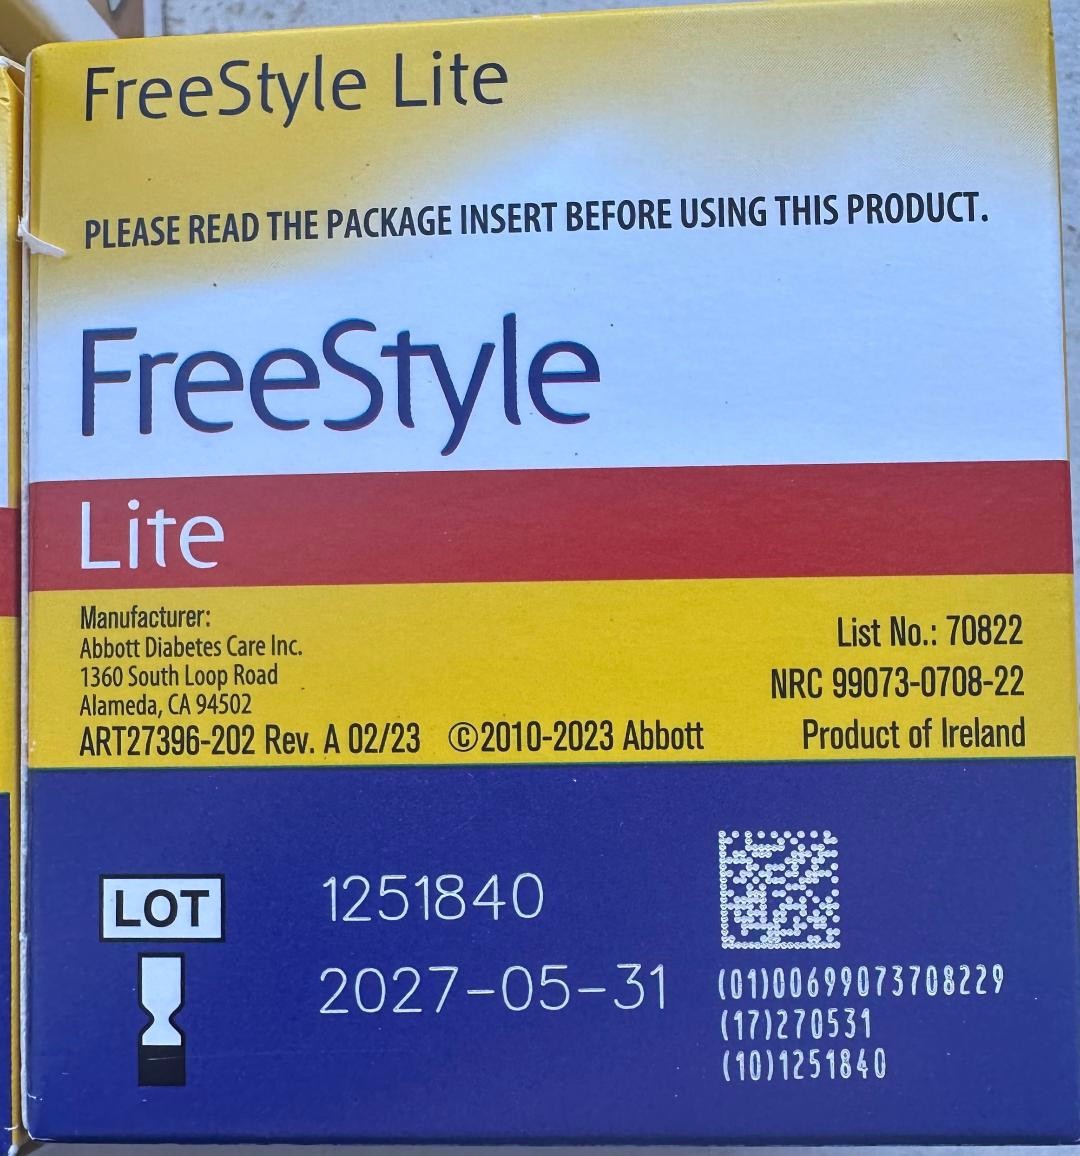 FreeStyle Lite
PLEASE READ THE PACKAGE INSERT BEFORE USING THIS PRODUCT.
FreeStyle
Lite
Manufacturer:
Abbott Diabetes Care Inc.
1360 South Loop Road
Alameda, CA 94502
ART27396-202 Rev. A 02/23 ©2010-2023 Abbott
List No.: 70822
NRC 99073-0708-22
Product of Ireland
LOT 1251840
2027-05-31
(01)00699073708229
(17)270531
(10)1251840